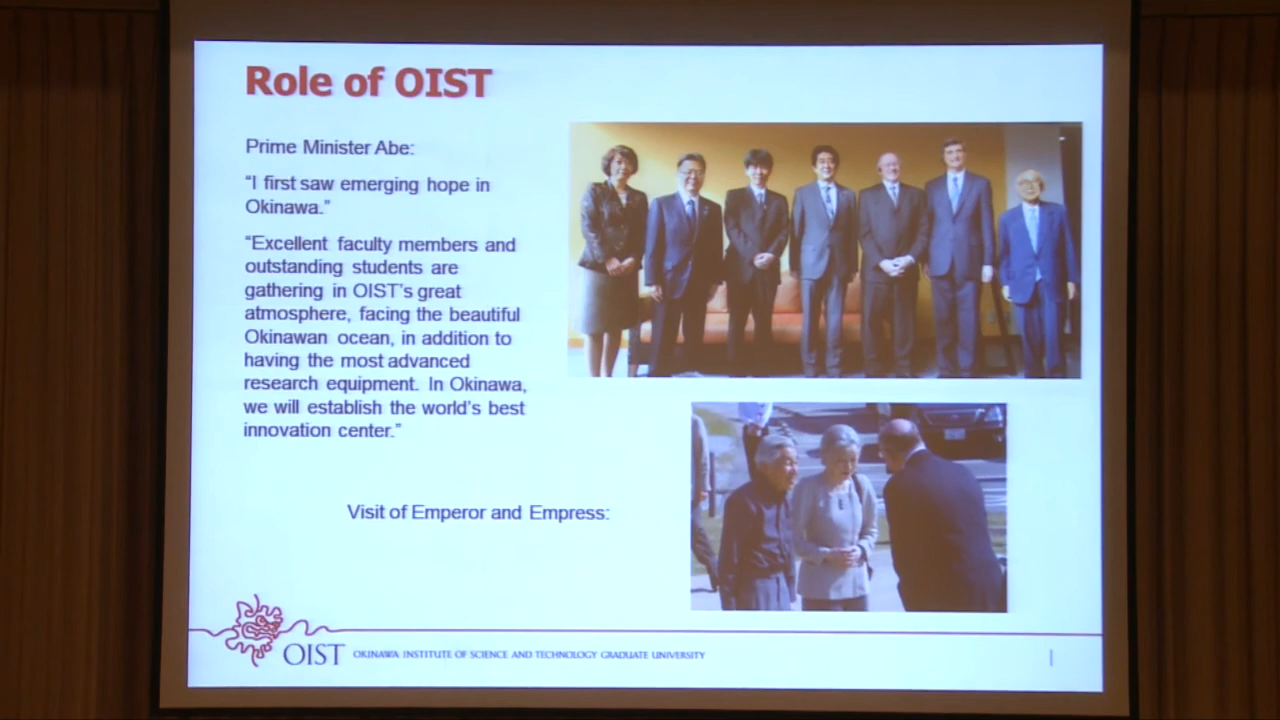 Role of OIST
Prime Minister Abe:
“I first saw emerging hope in
Okinawa.”
“Excellent faculty members and
outstanding students are
gathering in OIST’s great
atmosphere, facing the beautiful
Okinawan ocean, in addition to
having the most advanced
research equipment. In Okinawa,
we will establish the world’s best
innovation center.”
Visit of Emperor and Empress:
OIST OKINAWA INSTITUTE OF SCIENCE AND TECHNOLOGY GRADUATE UNIVERSITY